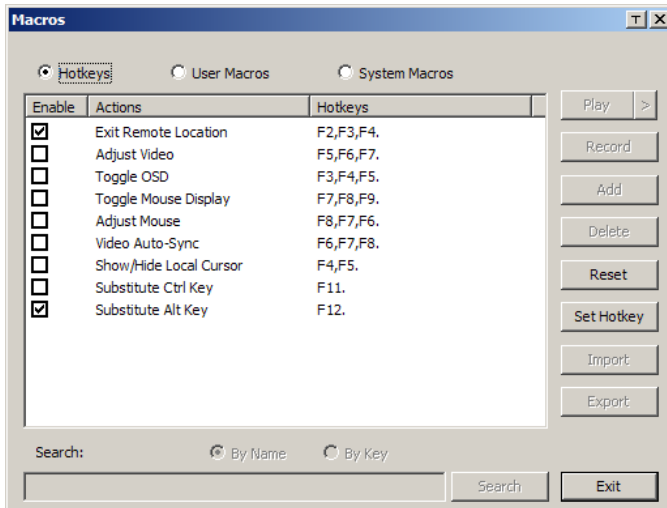 Macros
Hotkeys User Macros System Macros
Enable Actions Hotkeys
Exit Remote Location F2,F3,F4.
Adjust Video F5,F6,F7.
Toggle OSD F3,F4,F5.
Toggle Mouse Display F7,F8,F9.
Adjust Mouse F8,F7,F6.
Video Auto-Sync F6,F7,F8.
Show/Hide Local Cursor F4,F5.
Substitute Ctrl Key F11.
Substitute Alt Key F12.
Play >
Record
Add
Delete
Reset
Set Hotkey
Import
Export
Search: By Name By Key
Search Exit